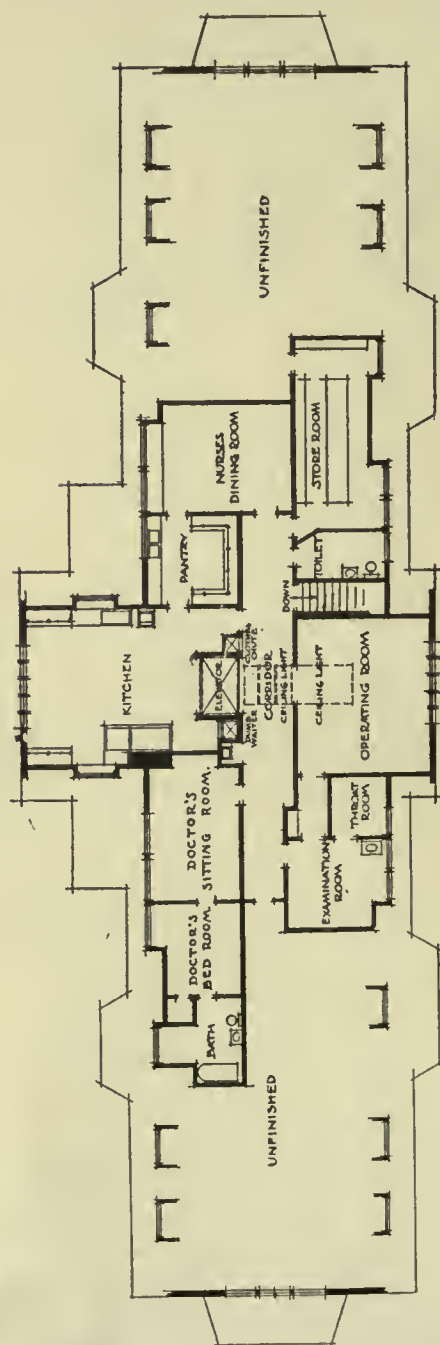 UNFINISHED
NURSES
DINING ROOM
STORE ROOM
PANTRY
TOILET
DOWN
KITCHEN
ELEVATOR
CLOTHES
CHUTE
DUMB
WAITER
CORRIDOR
CEILING LIGHT
CEILING LIGHT
OPERATING ROOM
DOCTOR'S
SITTING ROOM.
THROAT
ROOM
EXAMINATION
ROOM
DOCTOR'S
BED ROOM.
BATH
UNFINISHED